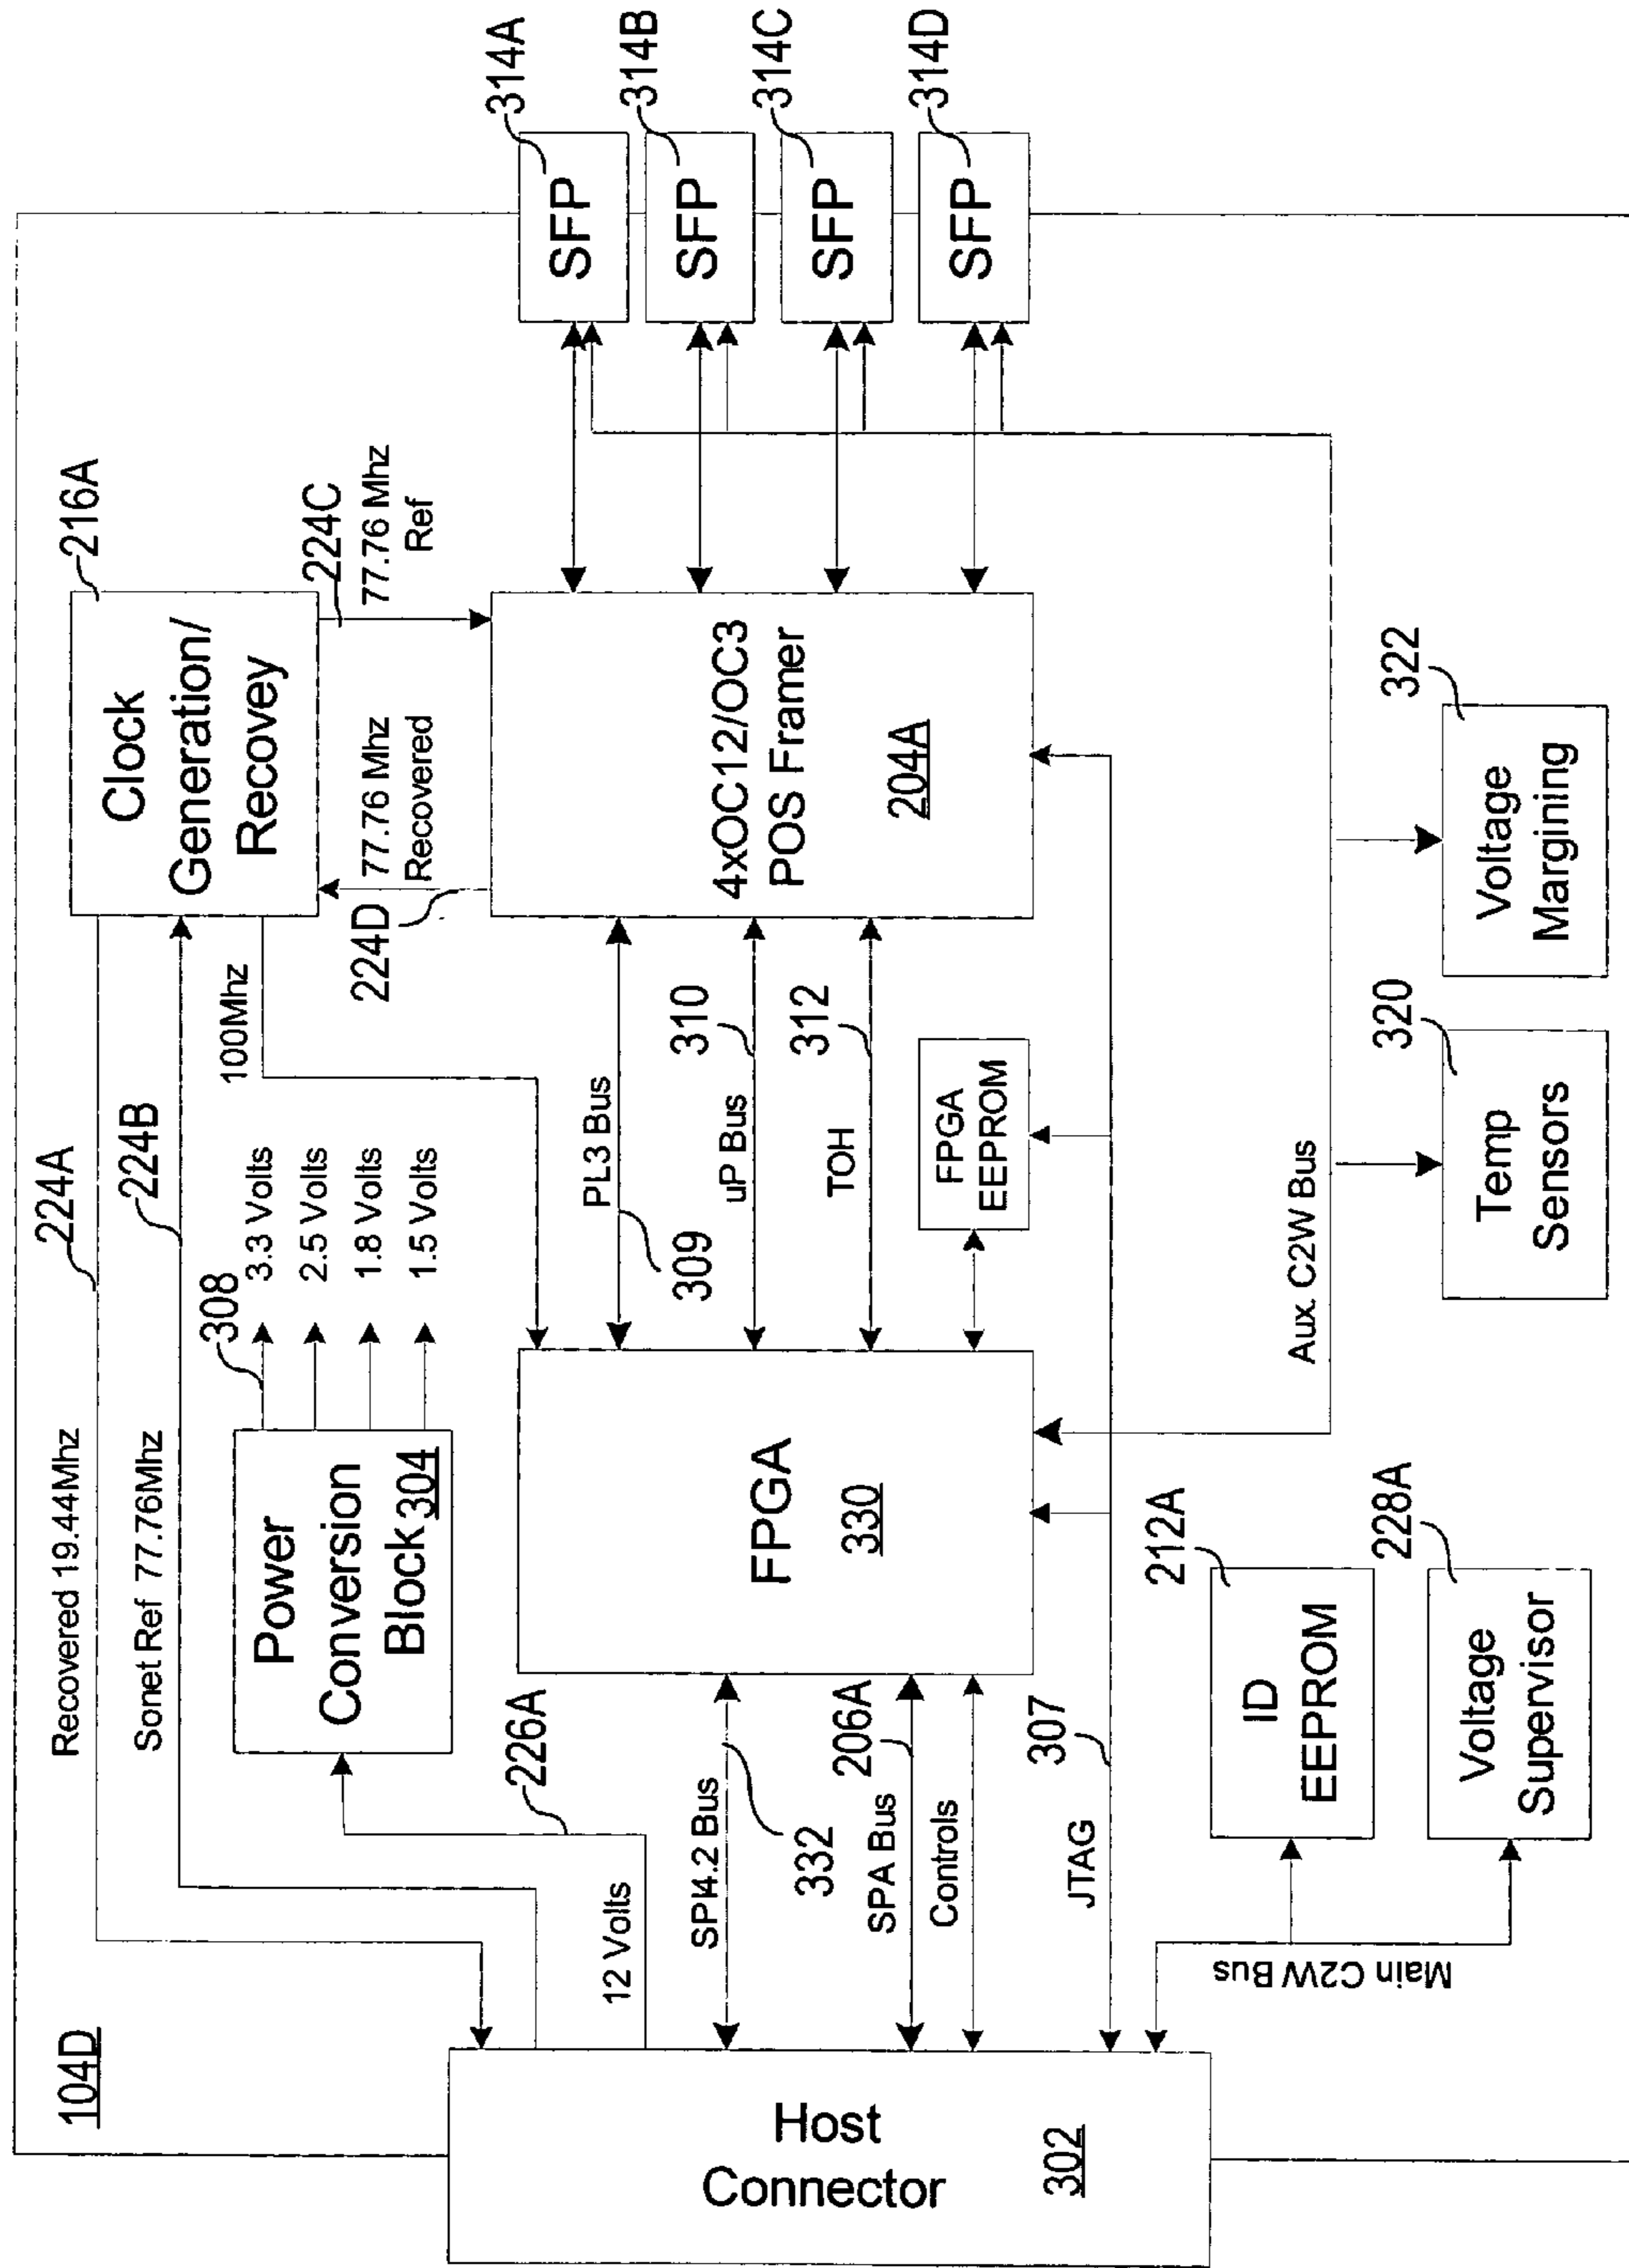 104D
Recovered 19.44Mhz
224A
Sonet Ref 77.76Mhz
224B
216A
Clock
Generation/
Recovey
100Mhz
224C
77.76 Mhz
Ref
224D
77.76 Mhz
Recovered
226A
12 Volts
Power
Conversion
Block 304
308
3.3 Volts
2.5 Volts
1.8 Volts
1.5 Volts
Host
Connector
302
SPI4.2 Bus
332
206A
SPA Bus
Controls
307
JTAG
Main C2W Bus
FPGA
330
PL3 Bus
309
uP Bus
310
TOH
312
FPGA
EEPROM
4xOC12/OC3
POS Framer
204A
SFP
314A
SFP
314B
SFP
314C
SFP
314D
212A
ID
EEPROM
228A
Voltage
Supervisor
Aux. C2W Bus
320
Temp
Sensors
322
Voltage
Margining